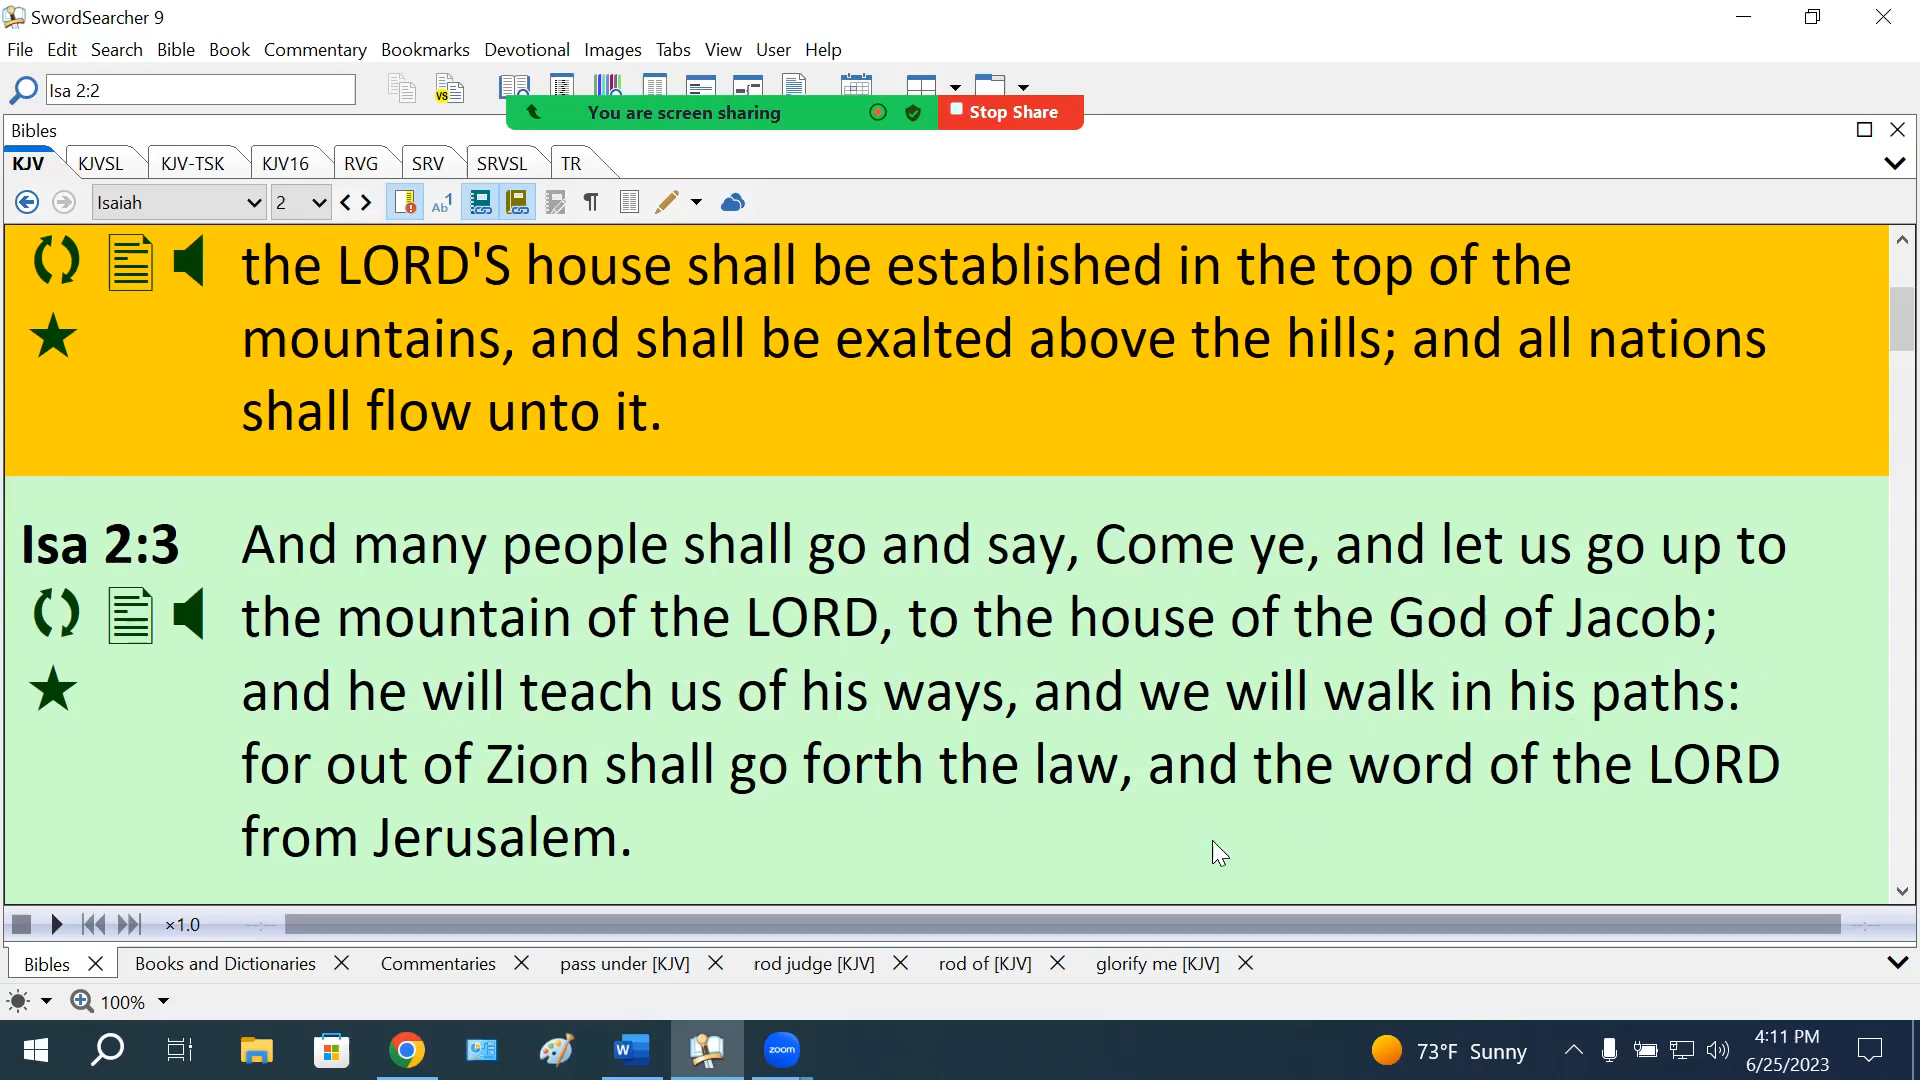 SwordSearcher 9
File Edit Search Bible Book Commentary Bookmarks Devotional Images Tabs View User Help
Isa 2:2
VS
You are screen sharing
Stop Share
Bibles
KJV KJVSL KJV-TSK KJV16 RVG SRV SRVSL TR
Isaiah 2 Ab1
the LORD'S house shall be established in the top of the
mountains, and shall be exalted above the hills; and all nations
shall flow unto it.
Isa 2:3 And many people shall go and say, Come ye, and let us go up to
the mountain of the LORD, to the house of the God of Jacob;
and he will teach us of his ways, and we will walk in his paths:
for out of Zion shall go forth the law, and the word of the LORD
from Jerusalem.
×1.0 --:-- --:--
Bibles Books and Dictionaries Commentaries pass under [KJV] rod judge [KJV] rod of [KJV] glorify me [KJV]
100%
W zoom 73°F Sunny 4:11 PM
6/25/2023